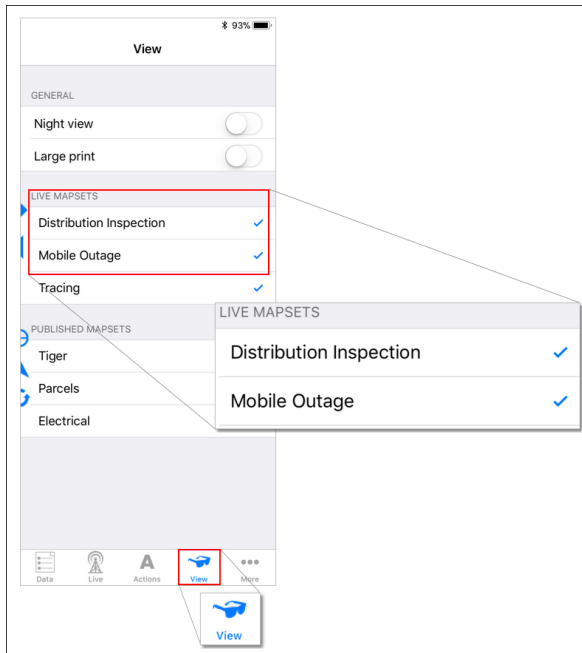 93%
View
GENERAL
Night view
Large print
LIVE MAPSETS
Distribution Inspection
Mobile Outage
Tracing
PUBLISHED MAPSETS
Tiger
Parcels
Electrical
LIVE MAPSETS
Distribution Inspection
Mobile Outage
Data Live A Actions View More
View